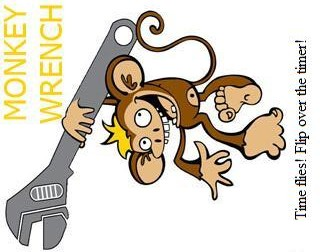 MONKEY
WRENCH
Time flies! Flip over the timer!